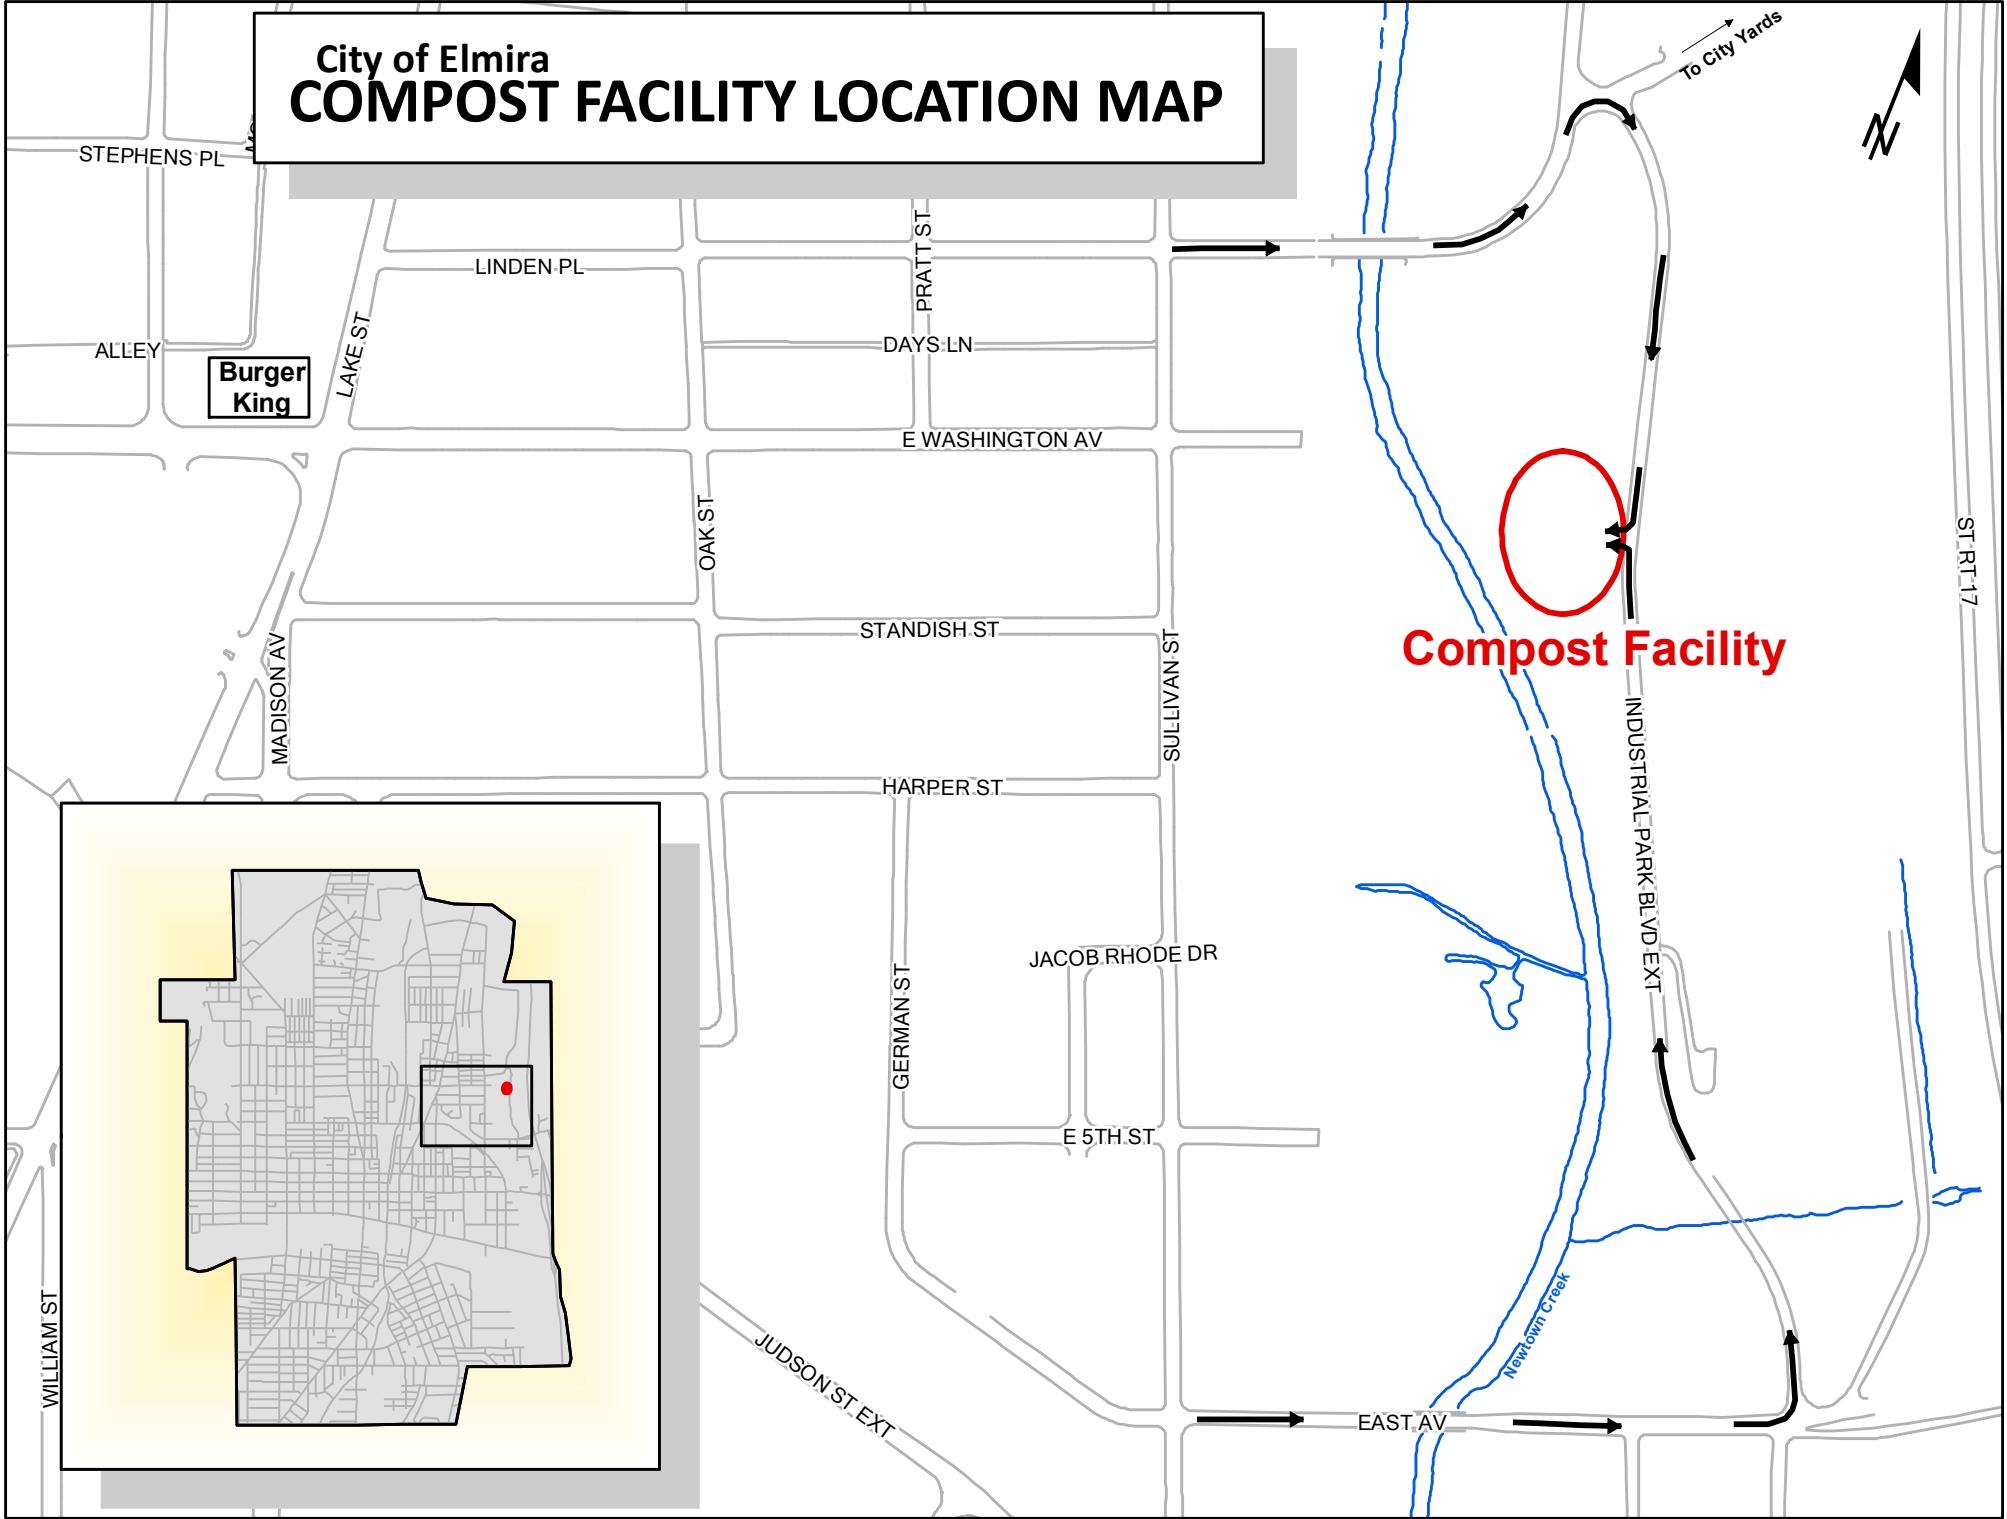 City of Elmira
COMPOST FACILITY LOCATION MAP
To City Yards
N
STEPHENS PL
PRATT ST
LINDEN PL
LAKE ST
ALLEY
DAYS LN
Burger
King
E WASHINGTON AV
OAK ST
ST RT 17
STANDISH ST
MADISON AV
SULLIVAN ST
Compost Facility
INDUSTRIAL PARK BLVD EXT
HARPER ST
JACOB RHODE DR
GERMAN ST
E 5TH ST
WILLIAM ST
JUDSON ST EXT
Newtown Creek
EAST AV